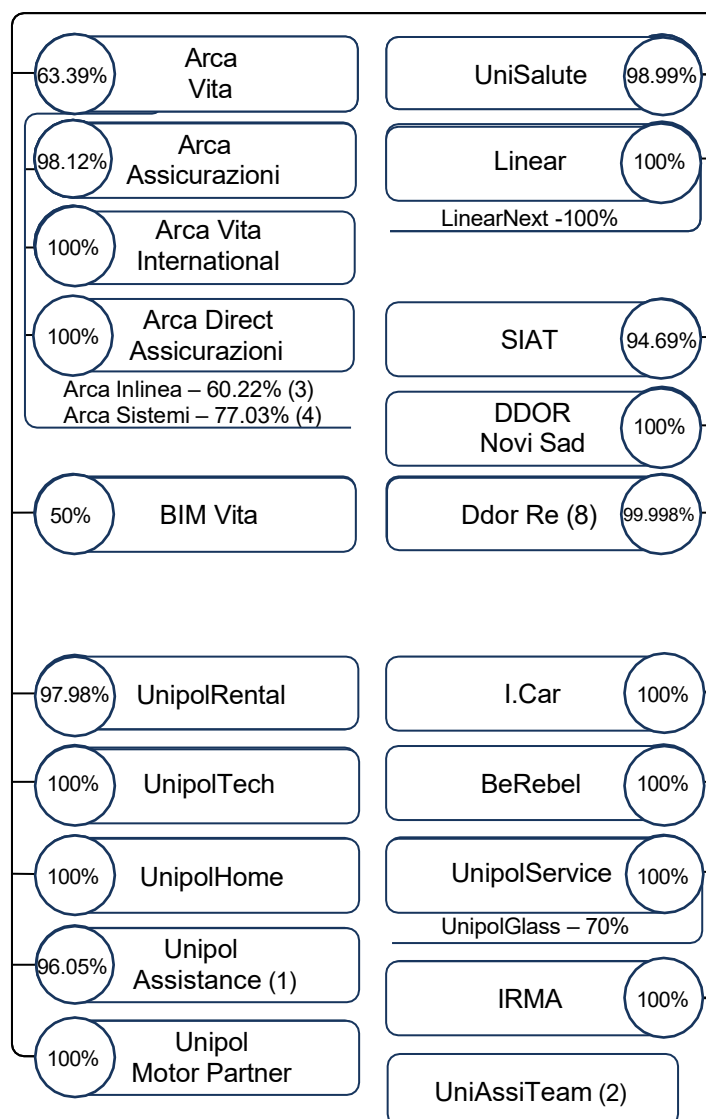 63.39%
Arca
Vita
98.12%
Arca
Assicurazioni
100%
Arca Vita
International
100%
Arca Direct
Assicurazioni
Arca Inlinea – 60.22% (3)
Arca Sistemi – 77.03% (4)
50%
BIM Vita
97.98%
UnipolRental
100%
UnipolTech
100%
UnipolHome
96.05%
Unipol
Assistance (1)
100%
Unipol
Motor Partner
UniSalute
98.99%
Linear
100%
LinearNext -100%
SIAT
94.69%
DDOR
Novi Sad
100%
Ddor Re (8)
99.998%
I.Car
100%
BeRebel
100%
UnipolService
100%
UnipolGlass – 70%
IRMA
100%
UniAssiTeam (2)